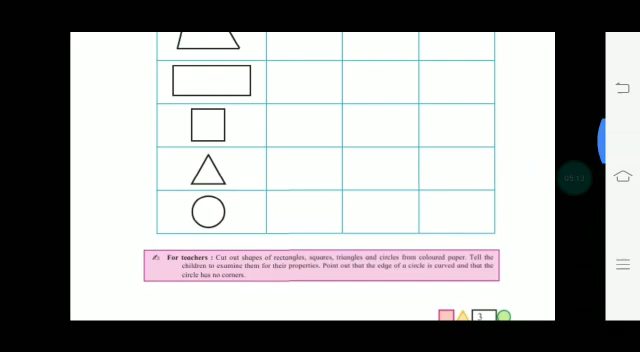 For teachers : Cut out shapes of rectangles, squares, triangles and circles from coloured paper. Tell the
children to examine them for their properties. Point out that the edge of a circle is curved and that the
circle has no corners.
3
05:13